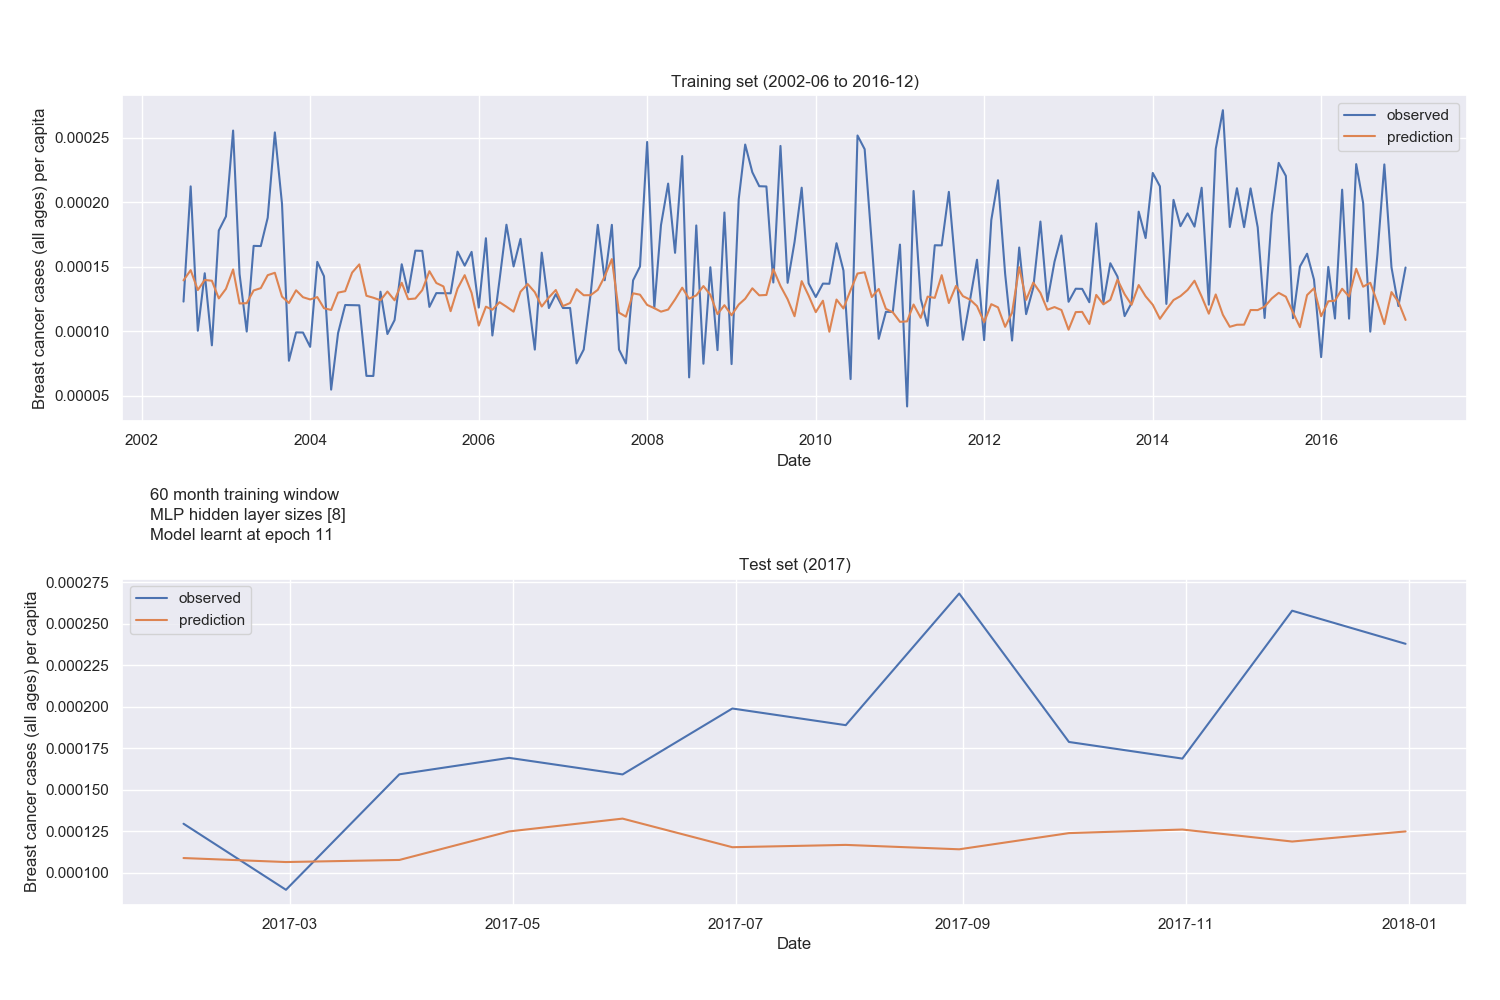 Training set (2002-06 to 2016-12)
Breast cancer cases (all ages) per capita
0.00025
0.00020
0.00015
0.00010
0.00005
observed
prediction
2002 2004 2006 2008 2010 2012 2014 2016
Date
60 month training window
MLP hidden layer sizes [8]
Model learnt at epoch 11
Test set (2017)
Breast cancer cases (all ages) per capita
0.000275
0.000250
0.000225
0.000200
0.000175
0.000150
0.000125
0.000100
observed
prediction
2017-03 2017-05 2017-07 2017-09 2017-11 2018-01
Date